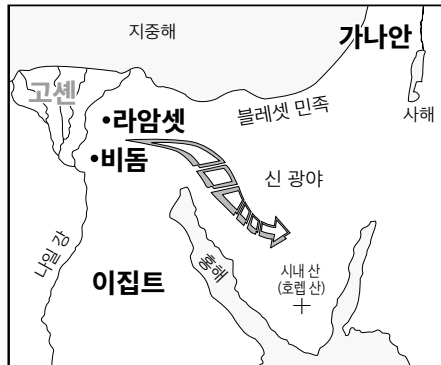 지중해
가나안
고센
블레셋 민족
사해
•라암셋
•비돔
신 광야
나일 강
이집트
홍해
시내 산
(호렙 산)